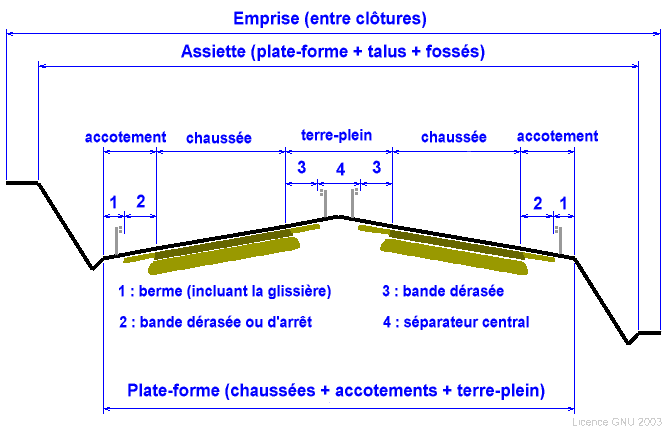 Emprise (entre clôtures)
Assiette (plate-forme + talus + fossés)
accotement chaussée terre-plein chaussée accotement
3 4 3
1 2 2 1
1 : berme (incluant la glissière) 3 : bande dérasée
2 : bande dérasée ou d'arrêt 4 : séparateur central
Plate-forme (chaussées + accotements + terre-plein)
Licence GNU 2003